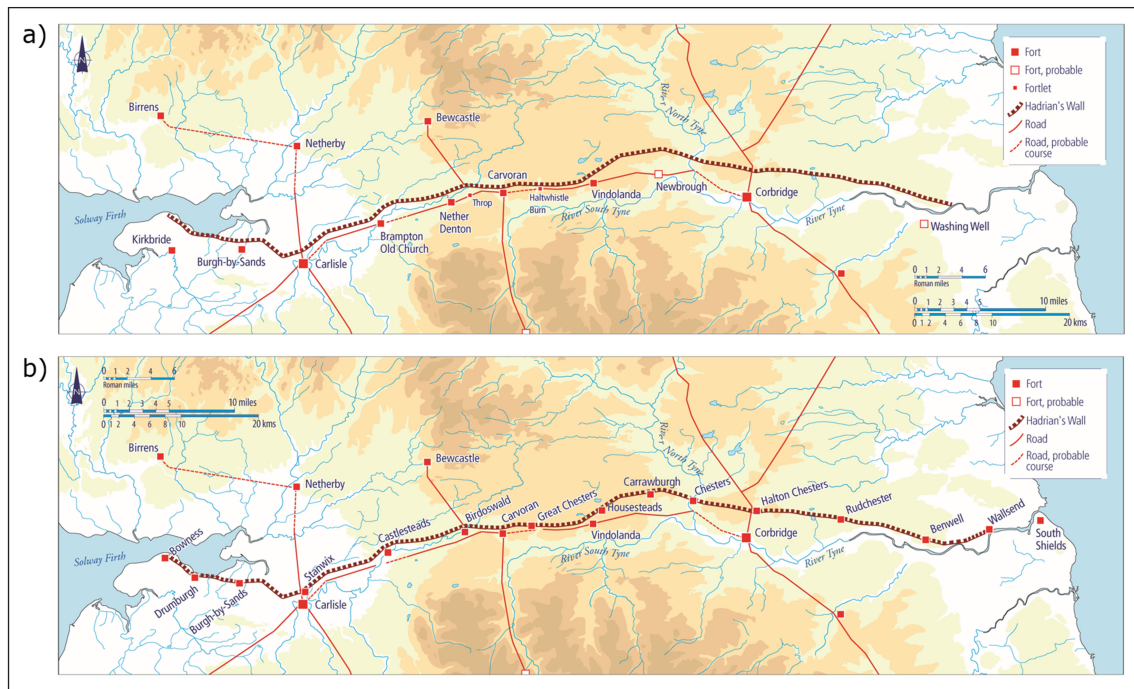 a)
Birrens
Netherby
Bewcastle
River
North Tyne
Solway Firth
Kirkbride
Burgh-by-Sands
Carlisle
Brampton
Old Church
Nether
Denton
Throp
Carvoran
Haltwhistle
Burn
River South Tyne
Vindolanda
Newbrough
Corbridge
River Tyne
Washing Well
Fort
Fort, probable
Fortlet
Hadrian's Wall
Road
Road, probable
course
0 1 2 4 6
Roman miles
0 1 2 3 4 5 10 miles
0 1 2 4 6 8 10 20 kms
b)
0 1 2 4 6
Roman miles
0 1 2 3 4 5 10 miles
0 1 2 4 6 8 10 20 kms
Birrens
Netherby
Bewcastle
River
North Tyne
Solway Firth
Bowness
Drumburgh
Burgh-by-Sands
Stanwix
Carlisle
Castlesteads
Birdoswald
Carvoran
Great Chesters
River South Tyne
Housesteads
Vindolanda
Carrawburgh
Chesters
Halton Chesters
Corbridge
Rudchester
River Tyne
Benwell
Wallsend
South
Shields
Fort
Fort, probable
Hadrian's Wall
Road
Road, probable
course